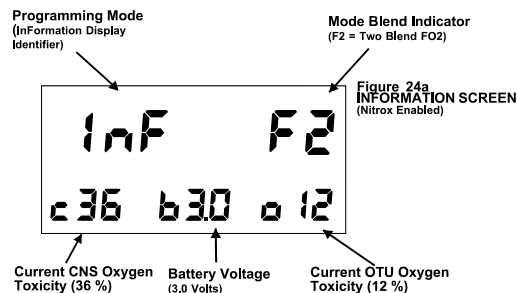 Programming Mode
(InFormation Display
Identifier)
Mode Blend Indicator
(F2 = Two Blend FO2)
Figure 24a
INFORMATION SCREEN
(Nitrox Enabled)
InF F2
c36 b3.0 o12
Current CNS Oxygen
Toxicity (36 %)
Battery Voltage
(3.0 Volts)
Current OTU Oxygen
Toxicity (12 %)